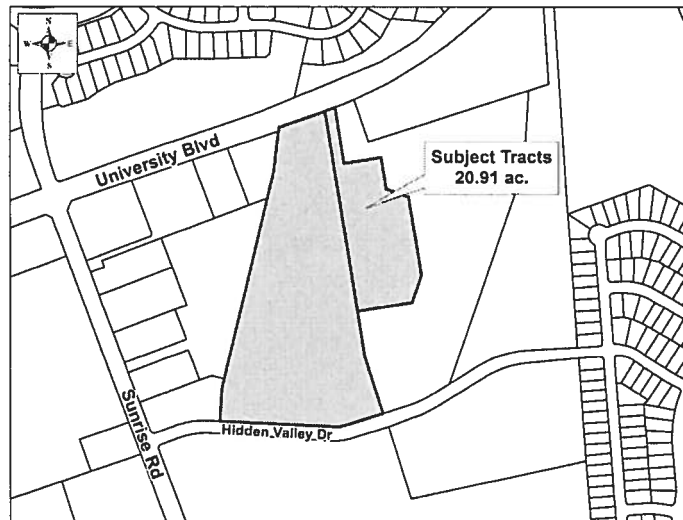 N
W E
S
University Blvd
Subject Tracts
20.91 ac.
Sunrise Rd
Hidden Valley Dr